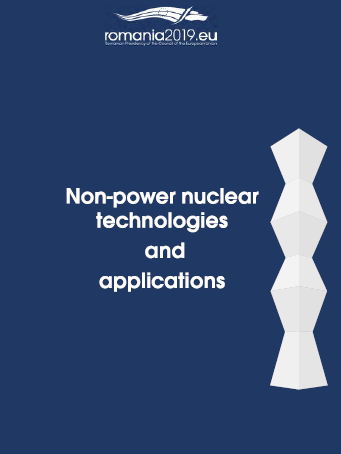 romania2019.eu
Romanian Presidency of the Council of the European Union
Non-power nuclear
technologies
and
applications